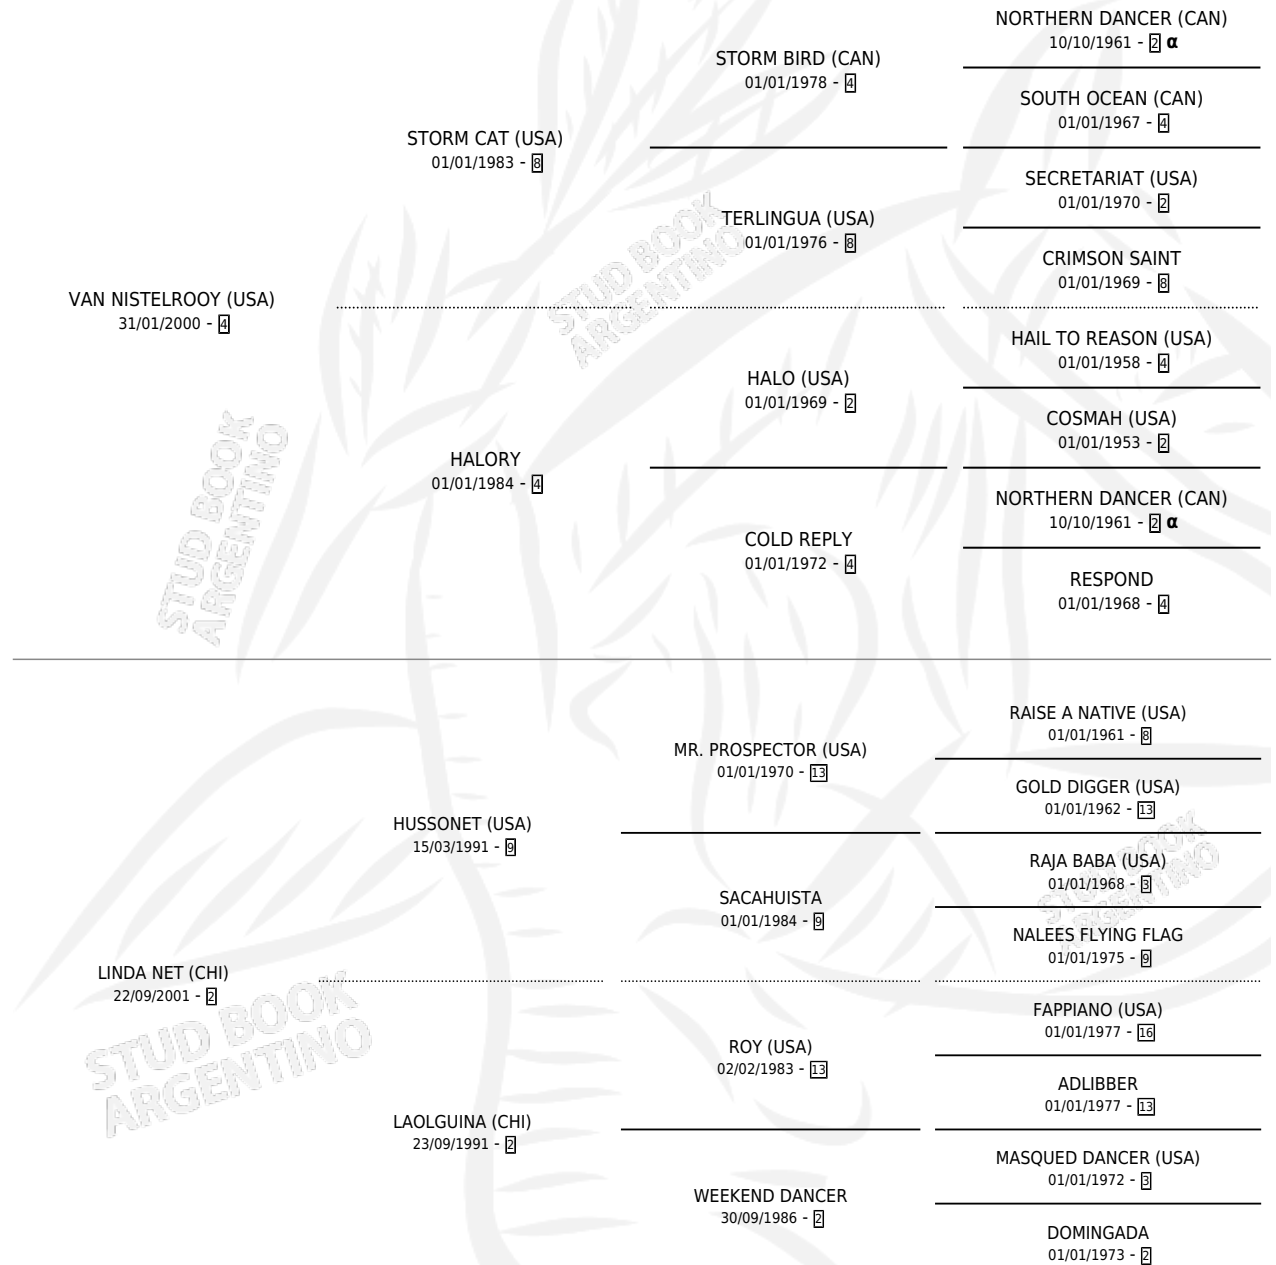 NORTHERN DANCER (CAN)
10/10/1961 - 2 α
STORM BIRD (CAN)
01/01/1978 - 4
SOUTH OCEAN (CAN)
01/01/1967 - 4
STORM CAT (USA)
01/01/1983 - 8
SECRETARIAT (USA)
01/01/1970 - 2
TERLINGUA (USA)
01/01/1976 - 8
CRIMSON SAINT
01/01/1969 - 8
VAN NISTELROOY (USA)
31/01/2000 - 4
HAIL TO REASON (USA)
01/01/1958 - 4
HALO (USA)
01/01/1969 - 2
COSMAH (USA)
01/01/1953 - 2
HALORY
01/01/1984 - 4
NORTHERN DANCER (CAN)
10/10/1961 - 2 α
COLD REPLY
01/01/1972 - 4
RESPOND
01/01/1968 - 4
RAISE A NATIVE (USA)
01/01/1961 - 8
MR. PROSPECTOR (USA)
01/01/1970 - 13
GOLD DIGGER (USA)
01/01/1962 - 13
HUSSONET (USA)
15/03/1991 - 9
RAJA BABA (USA)
01/01/1968 - 3
SACAHUISTA
01/01/1984 - 9
NALEES FLYING FLAG
01/01/1975 - 9
LINDA NET (CHI)
22/09/2001 - 2
FAPPIANO (USA)
01/01/1977 - 16
ROY (USA)
02/02/1983 - 13
ADLIBBER
01/01/1977 - 13
LAOLGUINA (CHI)
23/09/1991 - 2
MASQUED DANCER (USA)
01/01/1972 - 3
WEEKEND DANCER
30/09/1986 - 2
DOMINGADA
01/01/1973 - 2
STUD BOOK
ARGENTINO
STUD BOOK
ARGENTINO
STUD BOOK
ARGENTINO
STUD BOOK
ARGENTINO